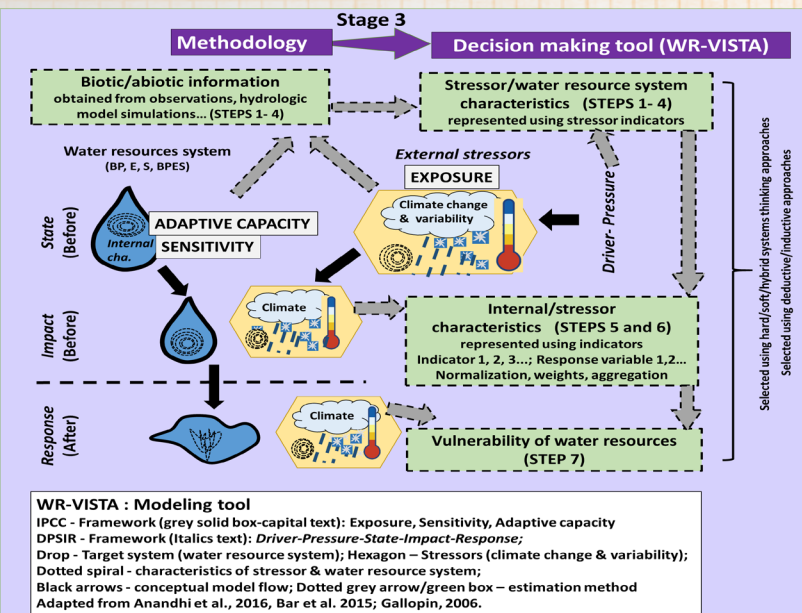 Stage 3
Methodology
Decision making tool (WR-VISTA)
Biotic/abiotic information
obtained from observations, hydrologic
model simulations... (STEPS 1- 4)
Stressor/water resource system
characteristics (STEPS 1- 4)
represented using stressor indicators
Water resources system
(BP, E, S, BPES)
External stressors
EXPOSURE
Climate change
& variability
Driver- Pressure
State
(Before)
Internal
cha.
ADAPTIVE CAPACITY
SENSITIVITY
Impact
(Before)
Climate
Internal/stressor
characteristics (STEPS 5 and 6)
represented using indicators
Indicator 1, 2, 3...; Response variable 1,2...
Normalization, weights, aggregation
Response
(After)
Climate
Vulnerability of water resources
(STEP 7)
Selected using hard/soft/hybrid systems thinking approaches
Selected using deductive/inductive approaches
WR-VISTA : Modeling tool
IPCC - Framework (grey solid box-capital text): Exposure, Sensitivity, Adaptive capacity
DPSIR - Framework (Italics text): Driver-Pressure-State-Impact-Response;
Drop - Target system (water resource system); Hexagon – Stressors (climate change & variability);
Dotted spiral - characteristics of stressor & water resource system;
Black arrows - conceptual model flow; Dotted grey arrow/green box – estimation method
Adapted from Anandhi et al., 2016, Bar et al. 2015; Gallopin, 2006.